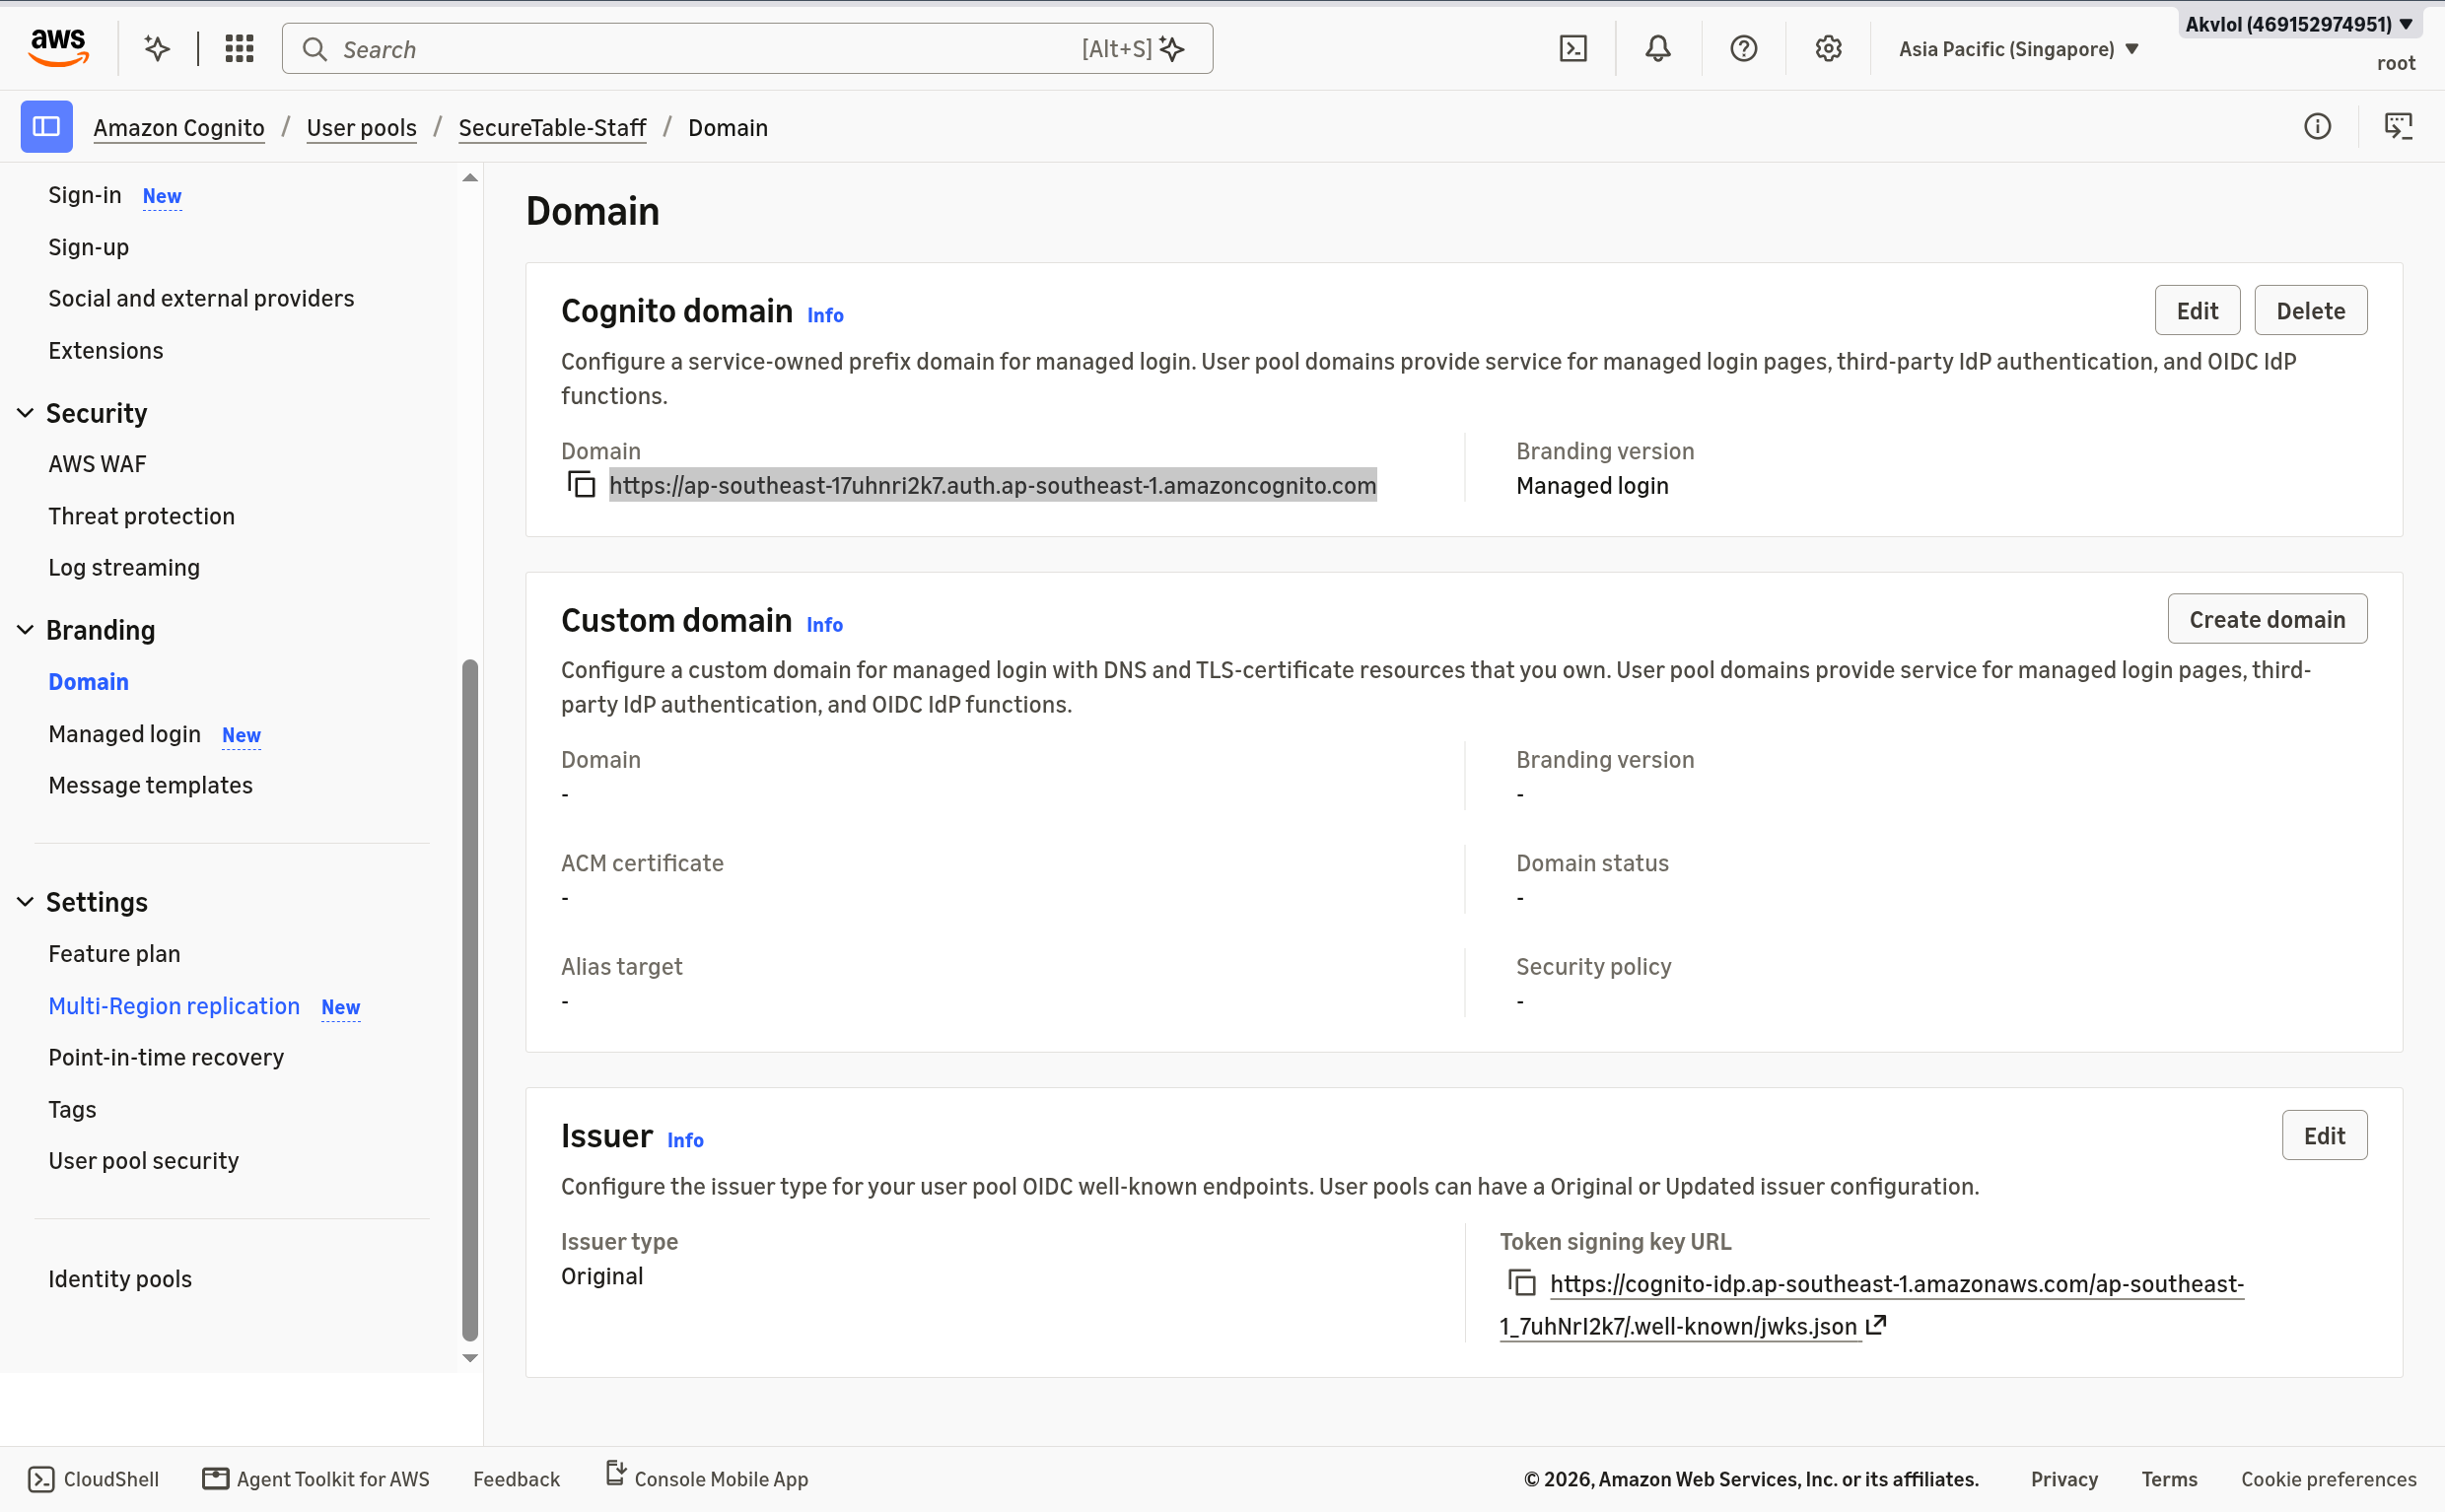 aws
Search
[Alt+S]
Asia Pacific (Singapore)
Akvlol (469152974951)
root
Amazon Cognito / User pools / SecureTable-Staff / Domain
Sign-in New
Sign-up
Social and external providers
Extensions
Security
AWS WAF
Threat protection
Log streaming
Branding
Domain
Managed login New
Message templates
Settings
Feature plan
Multi-Region replication New
Point-in-time recovery
Tags
User pool security
Identity pools
Domain
Cognito domain Info
Edit
Delete
Configure a service-owned prefix domain for managed login. User pool domains provide service for managed login pages, third-party IdP authentication, and OIDC IdP
functions.
Domain
https://ap-southeast-17uhnri2k7.auth.ap-southeast-1.amazoncognito.com
Branding version
Managed login
Custom domain Info
Create domain
Configure a custom domain for managed login with DNS and TLS-certificate resources that you own. User pool domains provide service for managed login pages, third-
party IdP authentication, and OIDC IdP functions.
Domain
-
Branding version
-
ACM certificate
-
Domain status
-
Alias target
-
Security policy
-
Issuer Info
Edit
Configure the issuer type for your user pool OIDC well-known endpoints. User pools can have a Original or Updated issuer configuration.
Issuer type
Original
Token signing key URL
https://cognito-idp.ap-southeast-1.amazonaws.com/ap-southeast-
1_7uhNrI2k7/.well-known/jwks.json
CloudShell
Agent Toolkit for AWS
Feedback
Console Mobile App
© 2026, Amazon Web Services, Inc. or its affiliates.
Privacy
Terms
Cookie preferences